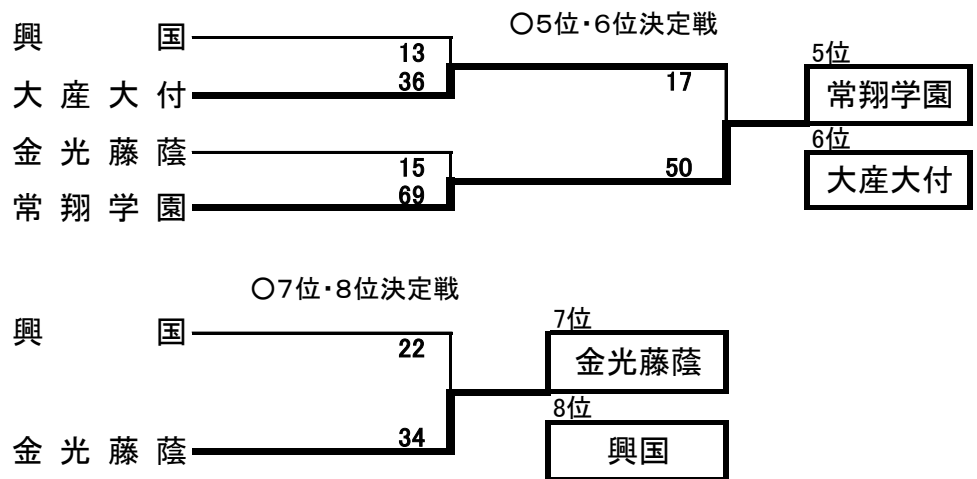 〇5位・6位決定戦
興国
13
大産大付
36
17
5位
常翔学園
金光藤蔭
15
50
6位
大産大付
常翔学園
69
〇7位・8位決定戦
興国
22
7位
金光藤蔭
金光藤蔭
34
8位
興国